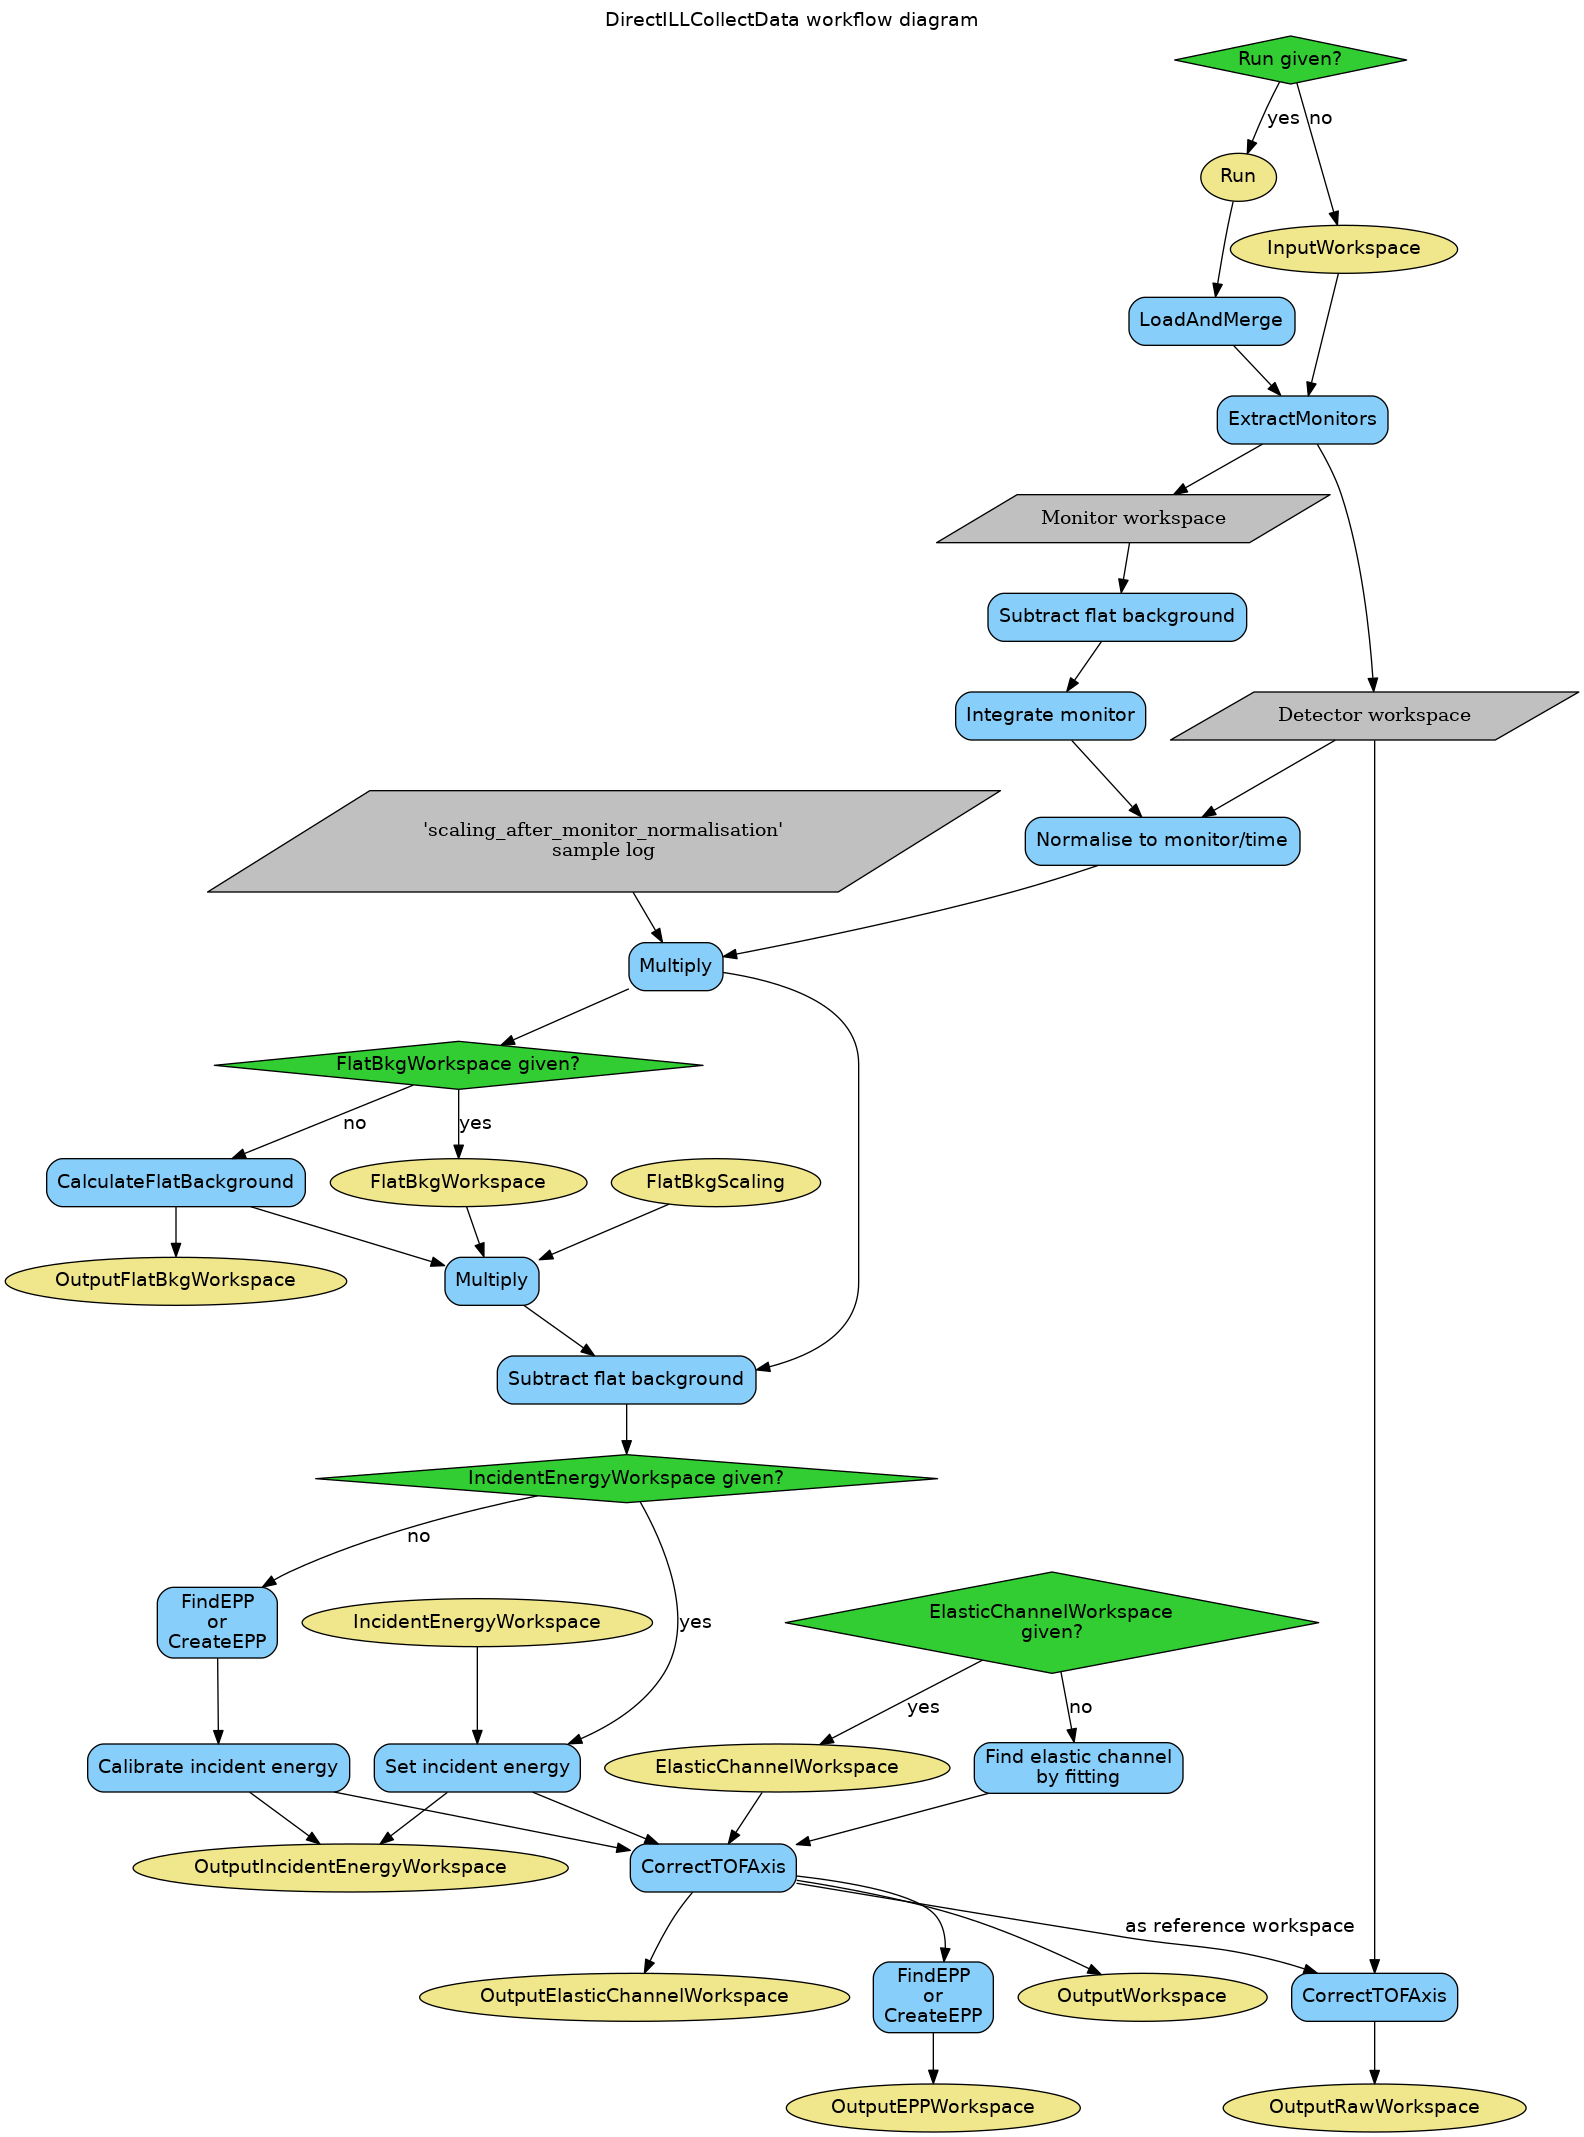 DirectILLCollectData workflow diagram
Run given?
yes
no
Run
InputWorkspace
LoadAndMerge
ExtractMonitors
Monitor workspace
Subtract flat background
Integrate monitor
Detector workspace
'scaling_after_monitor_normalisation'
sample log
Normalise to monitor/time
Multiply
FlatBkgWorkspace given?
no
yes
CalculateFlatBackground
FlatBkgWorkspace
FlatBkgScaling
OutputFlatBkgWorkspace
Multiply
Subtract flat background
IncidentEnergyWorkspace given?
no
FindEPP
or
CreateEPP
IncidentEnergyWorkspace
yes
ElasticChannelWorkspace
given?
yes
no
Calibrate incident energy
Set incident energy
ElasticChannelWorkspace
Find elastic channel
by fitting
OutputIncidentEnergyWorkspace
CorrectTOFAxis
as reference workspace
OutputElasticChannelWorkspace
FindEPP
or
CreateEPP
OutputWorkspace
CorrectTOFAxis
OutputEPPWorkspace
OutputRawWorkspace